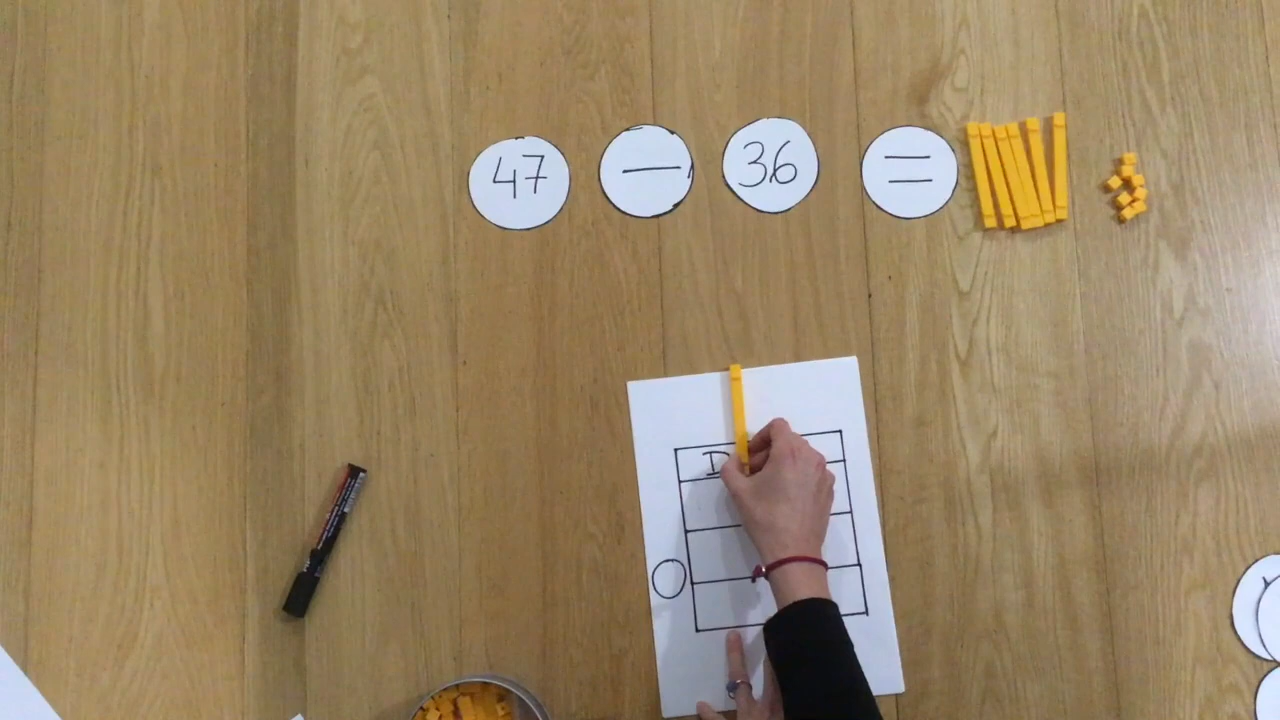 47 — 36 =
D